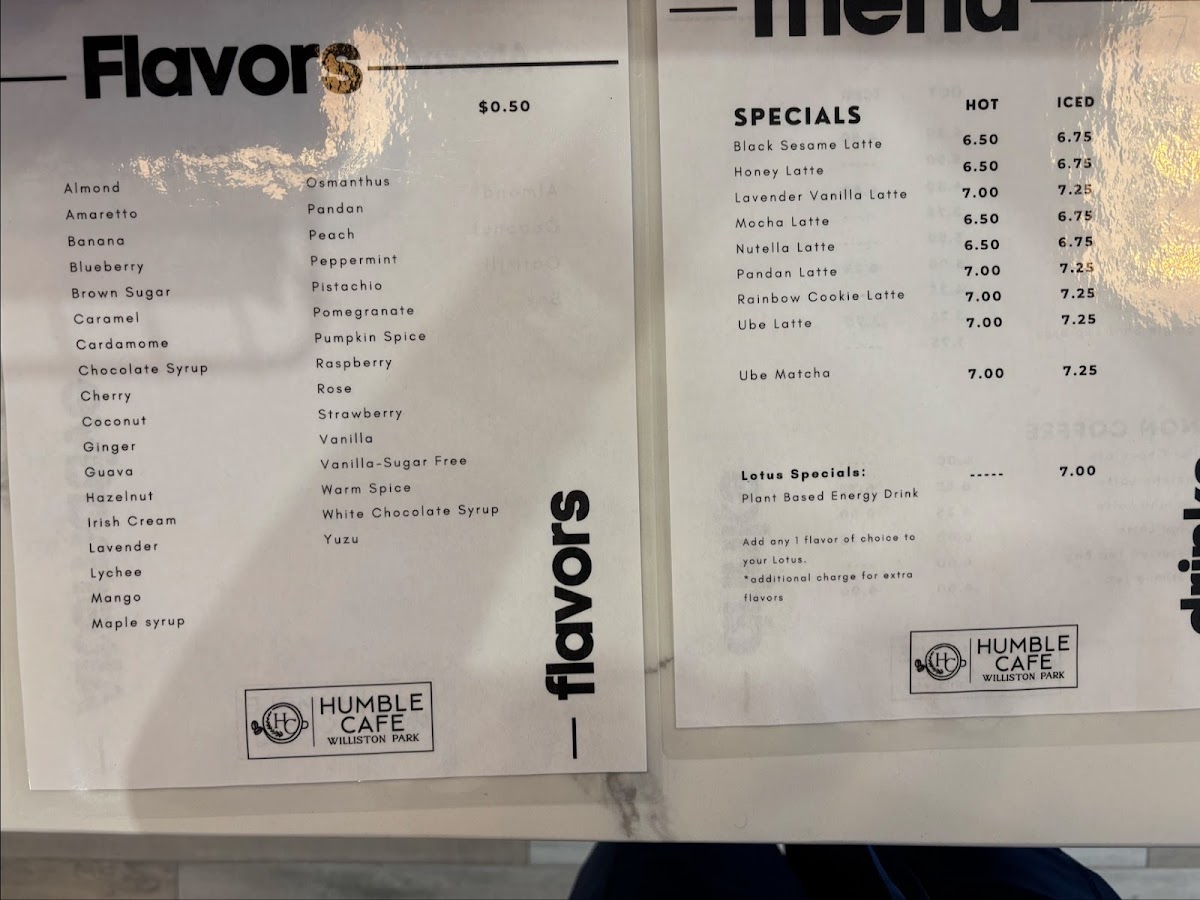 Flavors
$0.50
Almond
Amaretto
Banana
Blueberry
Brown Sugar
Caramel
Cardamome
Chocolate Syrup
Cherry
Coconut
Ginger
Guava
Hazelnut
Irish Cream
Lavender
Lychee
Mango
Maple syrup
Osmanthus
Pandan
Peach
Peppermint
Pistachio
Pomegranate
Pumpkin Spice
Raspberry
Rose
Strawberry
Vanilla
Vanilla-Sugar Free
Warm Spice
White Chocolate Syrup
Yuzu
flavors
HC
HUMBLE
CAFE
WILLISTON PARK
menu
SPECIALS HOT ICED
Black Sesame Latte 6.50 6.75
Honey Latte 6.50 6.75
Lavender Vanilla Latte 7.00 7.25
Mocha Latte 6.50 6.75
Nutella Latte 6.50 6.75
Pandan Latte 7.00 7.25
Rainbow Cookie Latte 7.00 7.25
Ube Latte 7.00 7.25
Ube Matcha 7.00 7.25
Lotus Specials: ----- 7.00
Plant Based Energy Drink
Add any 1 flavor of choice to
your Lotus.
*additional charge for extra
flavors
drinks
HC
HUMBLE
CAFE
WILLISTON PARK